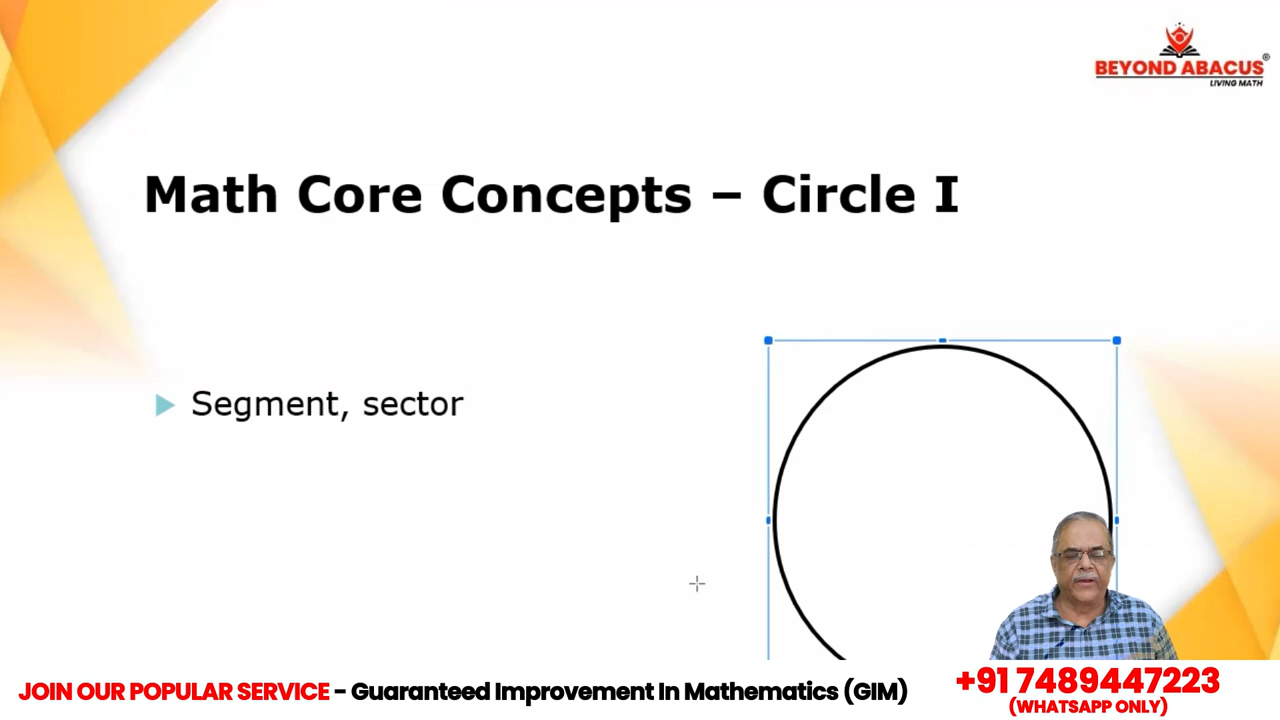 BEYOND ABACUS®
LIVING MATH
Math Core Concepts – Circle I
Segment, sector
JOIN OUR POPULAR SERVICE – Guaranteed Improvement In Mathematics (GIM)
+91 7489447223
(WHATSAPP ONLY)